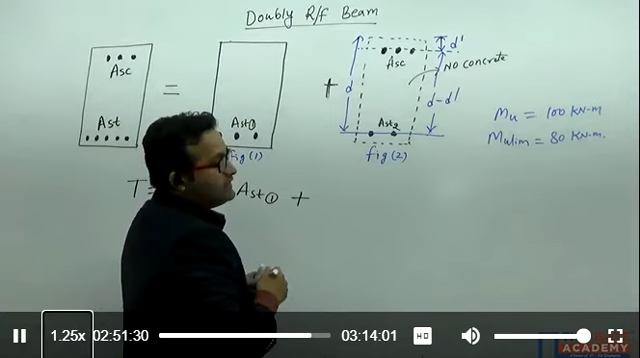 Doubly R/f Beam
Asc
Ast
=
Ast①
fig(1)
+
d
Asc
Ast2
fig(2)
d'
d-d'
NO concrete
Mu = 100 kN-m
Mulim = 80 kN-m.
T= Ast① +
1.25x 02:51:30 03:14:01 HD
ACADEMY